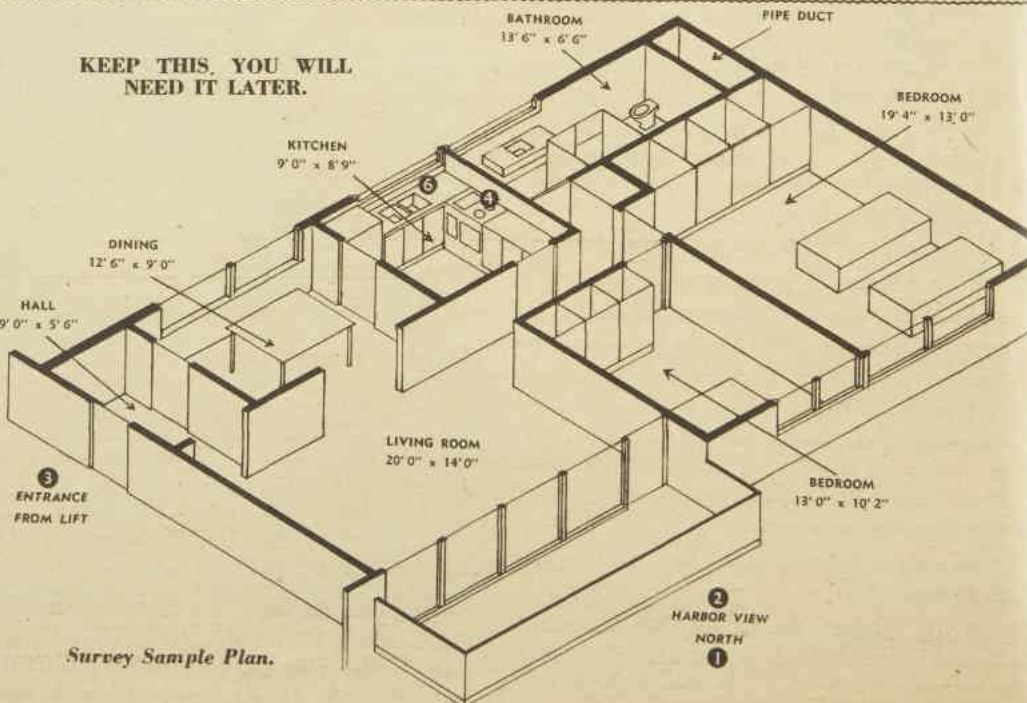 KEEP THIS, YOU WILL
NEED IT LATER.
BATHROOM
13'6" x 6'6"
PIPE DUCT
BEDROOM
19'4" x 13'0"
KITCHEN
9'0" x 8'9"
6
4
DINING
12'6" x 9'0"
HALL
9'0" x 5'6"
LIVING ROOM
20'0" x 14'0"
3
ENTRANCE
FROM LIFT
BEDROOM
13'0" x 10'2"
2
HARBOR VIEW
NORTH
1
Survey Sample Plan.